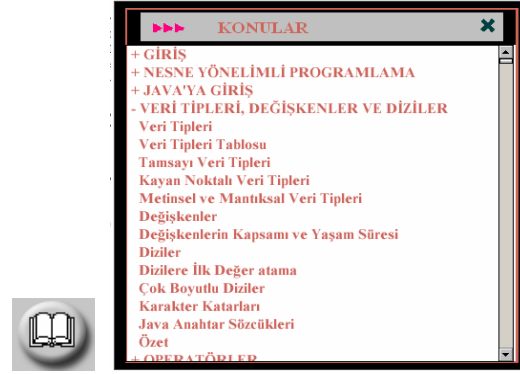 KONULAR
+ GİRİŞ
+ NESNE YÖNELİMLİ PROGRAMLAMA
+ JAVA'YA GİRİŞ
- VERİ TİPLERİ, DEĞİŞKENLER VE DİZİLER
Veri Tipleri
Veri Tipleri Tablosu
Tamsayı Veri Tipleri
Kayan Noktalı Veri Tipleri
Metinsel ve Mantıksal Veri Tipleri
Değişkenler
Değişkenlerin Kapsamı ve Yaşam Süresi
Diziler
Dizilere İlk Değer atama
Çok Boyutlu Diziler
Karakter Katarları
Java Anahtar Sözcükleri
Özet
+ OPERATÖRLER